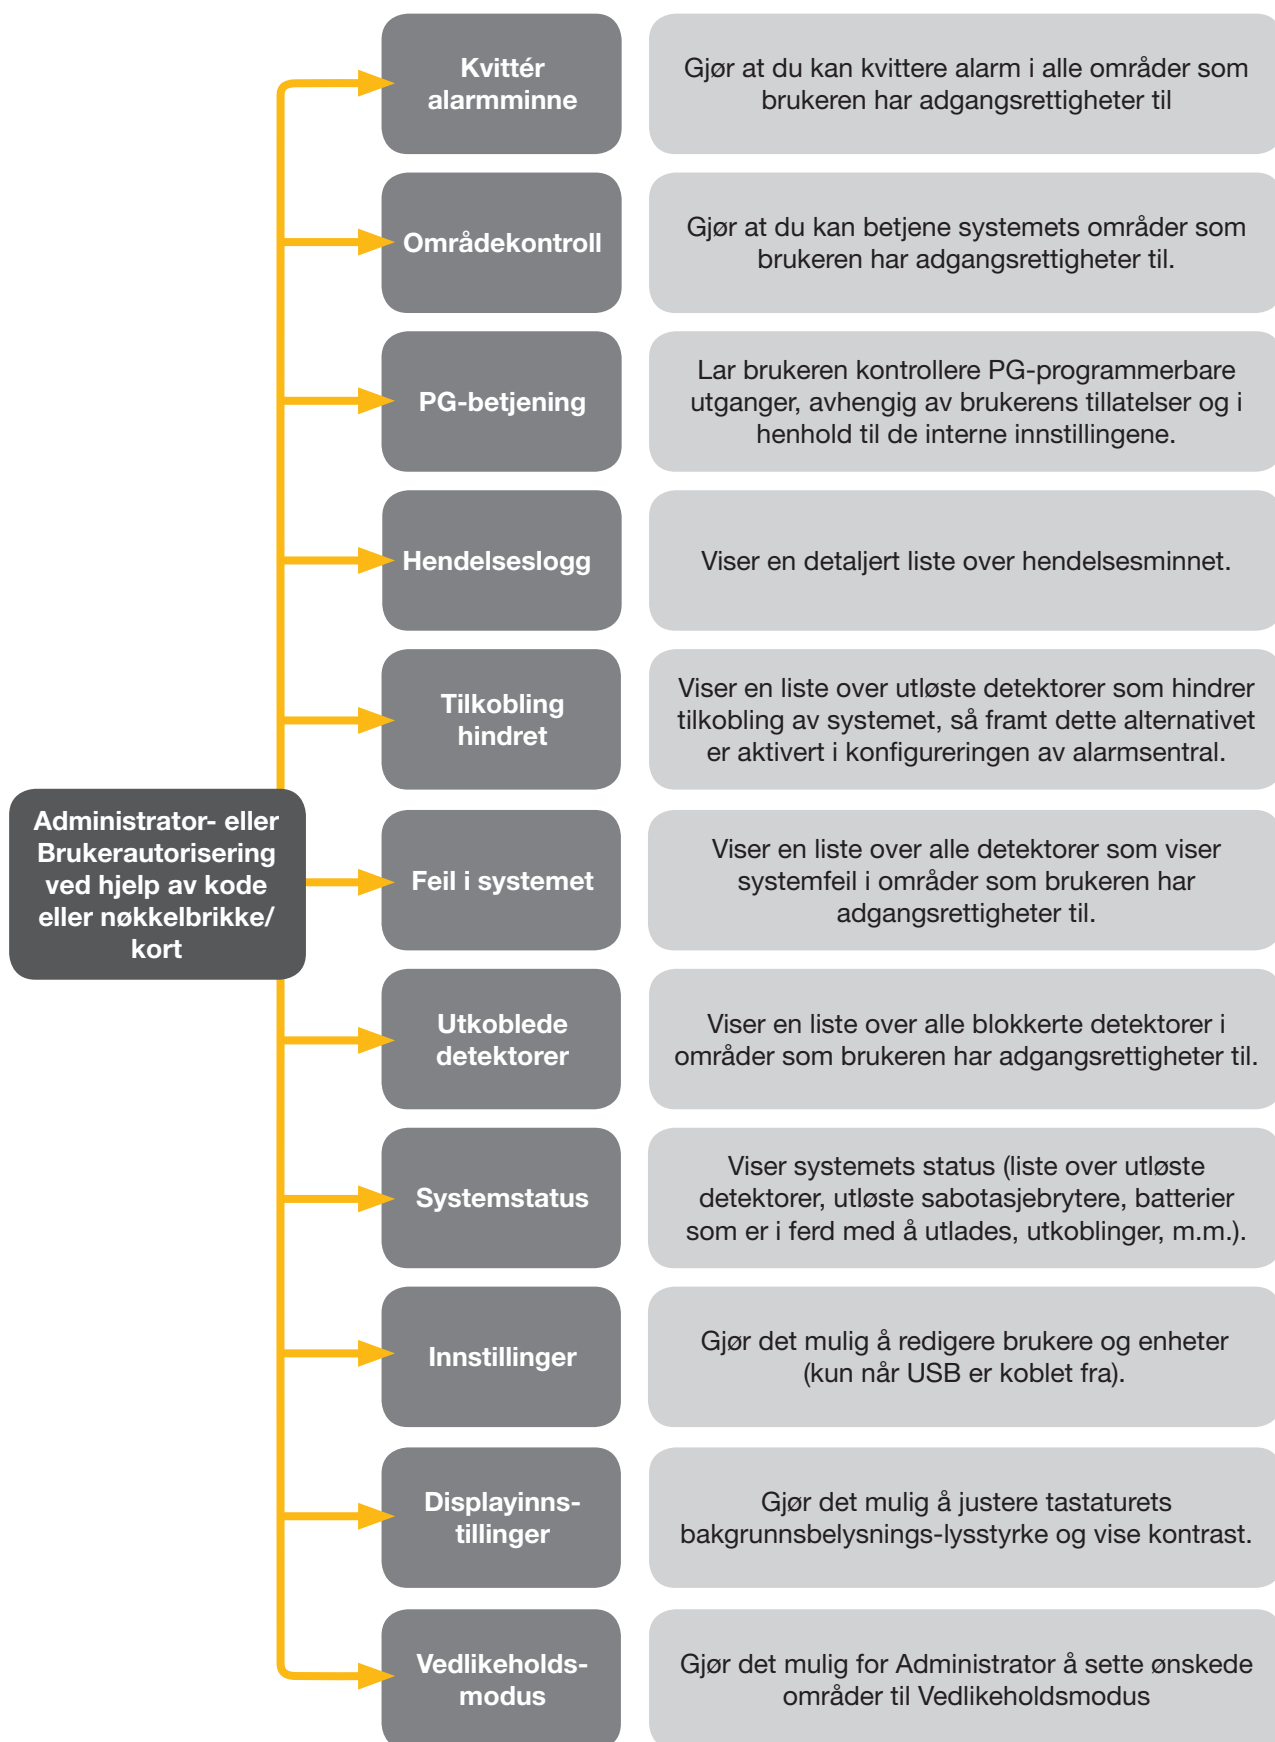 Kvittér
alarmminne
Gjør at du kan kvittere alarm i alle områder som
brukeren har adgangsrettigheter til
Områdekontroll
Gjør at du kan betjene systemets områder som
brukeren har adgangsrettigheter til.
PG-betjening
Lar brukeren kontrollere PG-programmerbare
utganger, avhengig av brukerens tillatelser og i
henhold til de interne innstillingene.
Hendelseslogg
Viser en detaljert liste over hendelsesminnet.
Tilkobling
hindret
Viser en liste over utløste detektorer som hindrer
tilkobling av systemet, så framt dette alternativet
er aktivert i konfigureringen av alarmsentral.
Administrator- eller
Brukerautorisering
ved hjelp av kode
eller nøkkelbrikke/
kort
Feil i systemet
Viser en liste over alle detektorer som viser
systemfeil i områder som brukeren har
adgangsrettigheter til.
Utkoblede
detektorer
Viser en liste over alle blokkerte detektorer i
områder som brukeren har adgangsrettigheter til.
Systemstatus
Viser systemets status (liste over utløste
detektorer, utløste sabotasjebrytere, batterier
som er i ferd med å utlades, utkoblinger, m.m.).
Innstillinger
Gjør det mulig å redigere brukere og enheter
(kun når USB er koblet fra).
Displayinns-
tillinger
Gjør det mulig å justere tastaturets
bakgrunnsbelysnings-lysstyrke og vise kontrast.
Vedlikeholds-
modus
Gjør det mulig for Administrator å sette ønskede
områder til Vedlikeholdsmodus